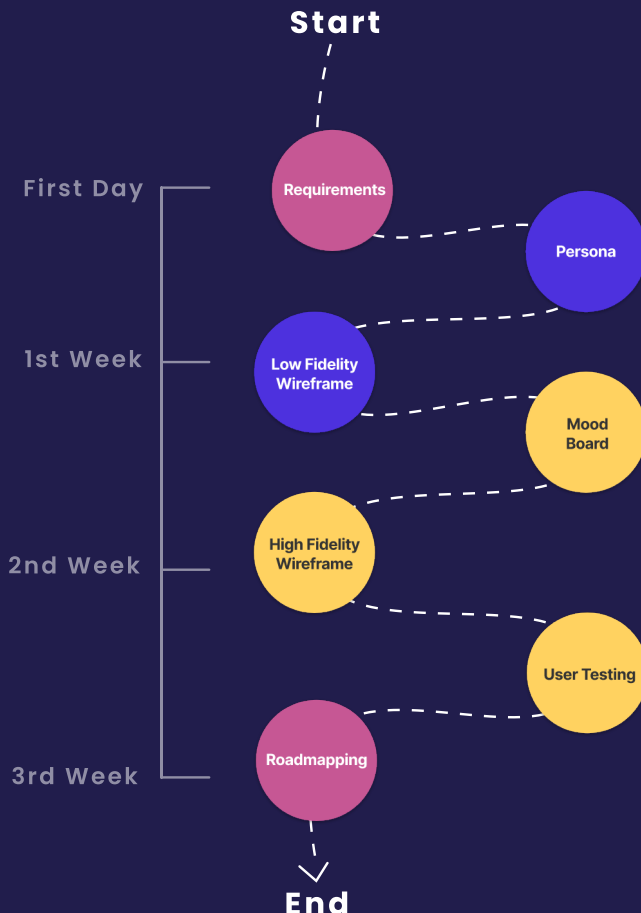 Start
First Day
Requirements
Persona
1st Week
Low Fidelity
Wireframe
Mood
Board
2nd Week
High Fidelity
Wireframe
User Testing
3rd Week
Roadmapping
End